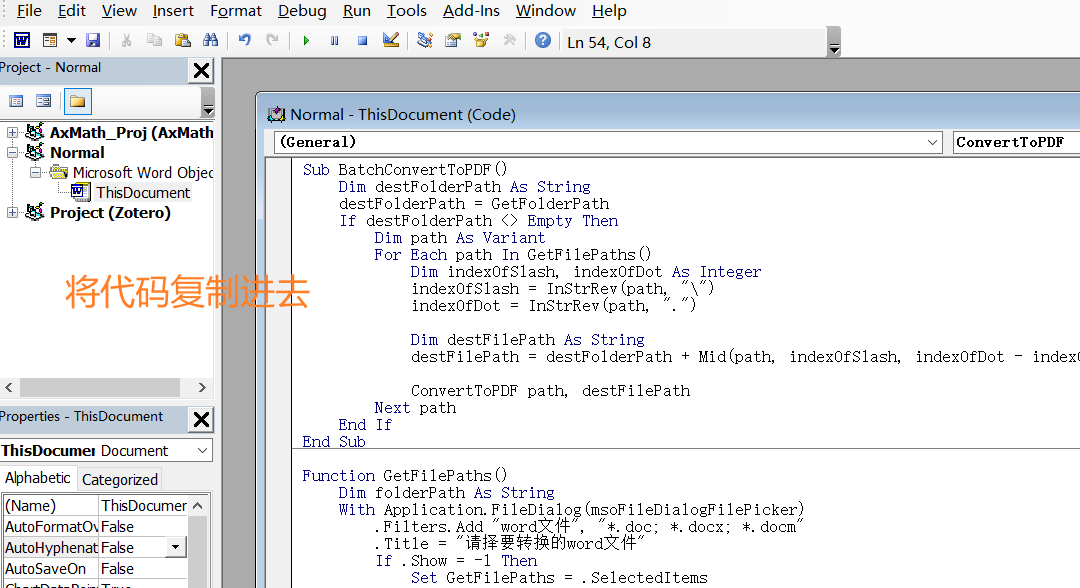 File Edit View Insert Format Debug Run Tools Add-Ins Window Help
Ln 54, Col 8
Project - Normal
AxMath_Proj (AxMath
Normal
Microsoft Word Objec
ThisDocument
Project (Zotero)
将代码复制进去
Properties - ThisDocument
ThisDocumer Document
Alphabetic Categorized
(Name) ThisDocumer
AutoFormatOv False
AutoHyphenat False
AutoSaveOn False
Normal - ThisDocument (Code)
(General) ConvertToPDF
Sub BatchConvertToPDF()
Dim destFolderPath As String
destFolderPath = GetFolderPath
If destFolderPath <> Empty Then
Dim path As Variant
For Each path In GetFilePaths()
Dim indexOfSlash, indexOfDot As Integer
indexOfSlash = InStrRev(path, "\")
indexOfDot = InStrRev(path, ".")
Dim destFilePath As String
destFilePath = destFolderPath + Mid(path, indexOfSlash, indexOfDot - indexO
ConvertToPDF path, destFilePath
Next path
End If
End Sub
Function GetFilePaths()
Dim folderPath As String
With Application.FileDialog(msoFileDialogFilePicker)
.Filters.Add "word文件", "*.doc; *.docx; *.docm"
.Title = "请选择要转换的word文件"
If .Show = -1 Then
Set GetFilePaths = .SelectedItems